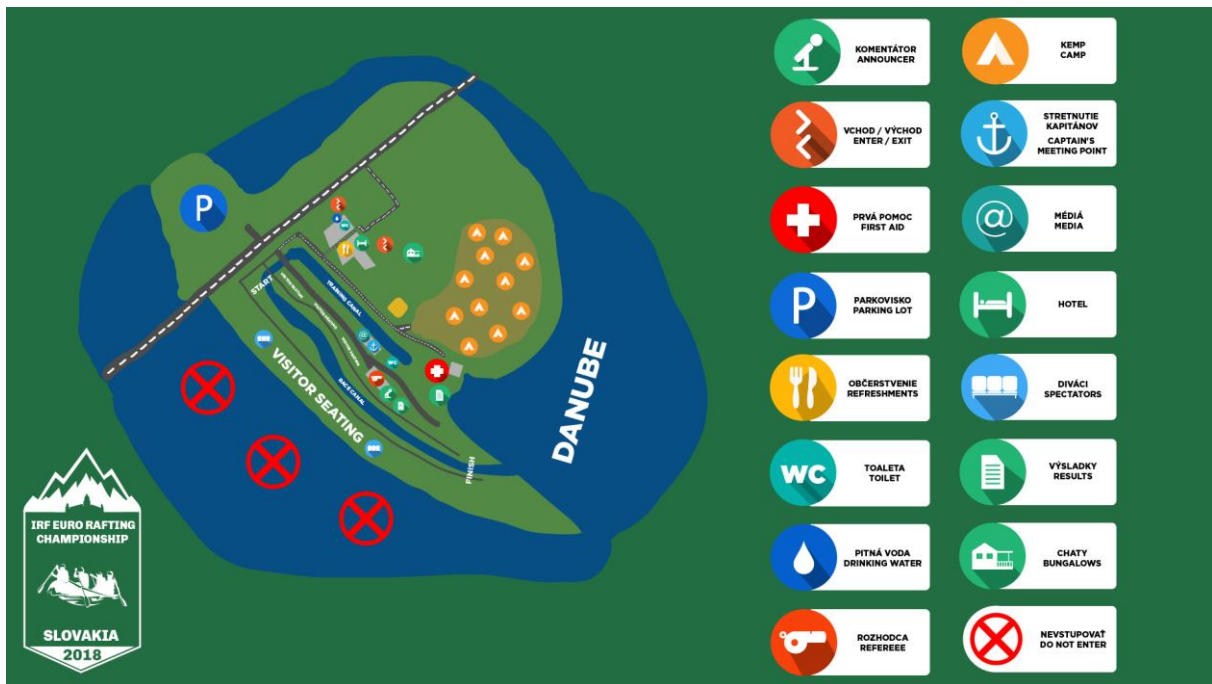 P
WC
START
TRAINING CANAL
VISITOR SEATING
RACE CANAL
WC
DANUBE
FINISH
IRF EURO RAFTING
CHAMPIONSHIP
SLOVAKIA
2018
KOMENTÁTOR
ANNOUNCER
KEMP
CAMP
VCHOD / VÝCHOD
ENTER / EXIT
STRETNUTIE
KAPITÁNOV
CAPTAIN'S
MEETING POINT
PRVÁ POMOC
FIRST AID
@
MÉDIÁ
MEDIA
P
PARKOVISKO
PARKING LOT
HOTEL
OBČERSTVENIE
REFRESHMENTS
DIVÁCI
SPECTATORS
WC
TOALETA
TOILET
VÝSLADKY
RESULTS
PITNÁ VODA
DRINKING WATER
CHATY
BUNGALOWS
ROZHODCA
REFEREEE
NEVSTUPOVAŤ
DO NOT ENTER